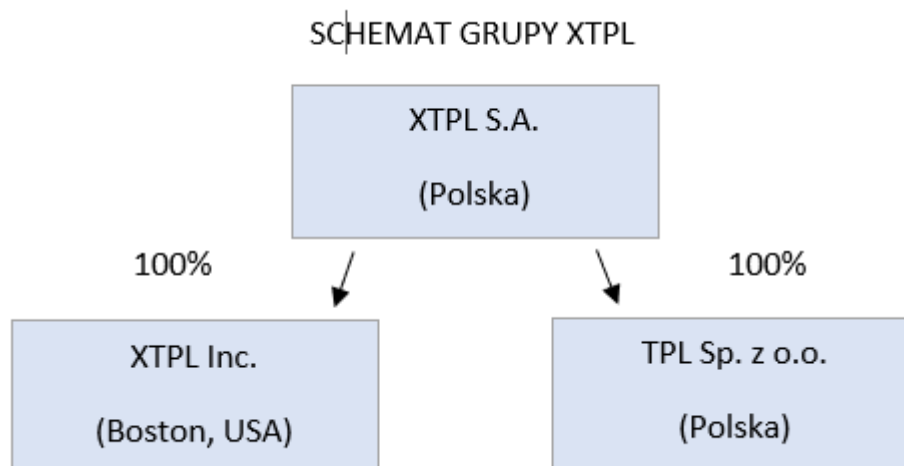 SCHEMAT GRUPY XTPL
XTPL S.A.
(Polska)
100%
100%
XTPL Inc.
(Boston, USA)
TPL Sp. z o.o.
(Polska)